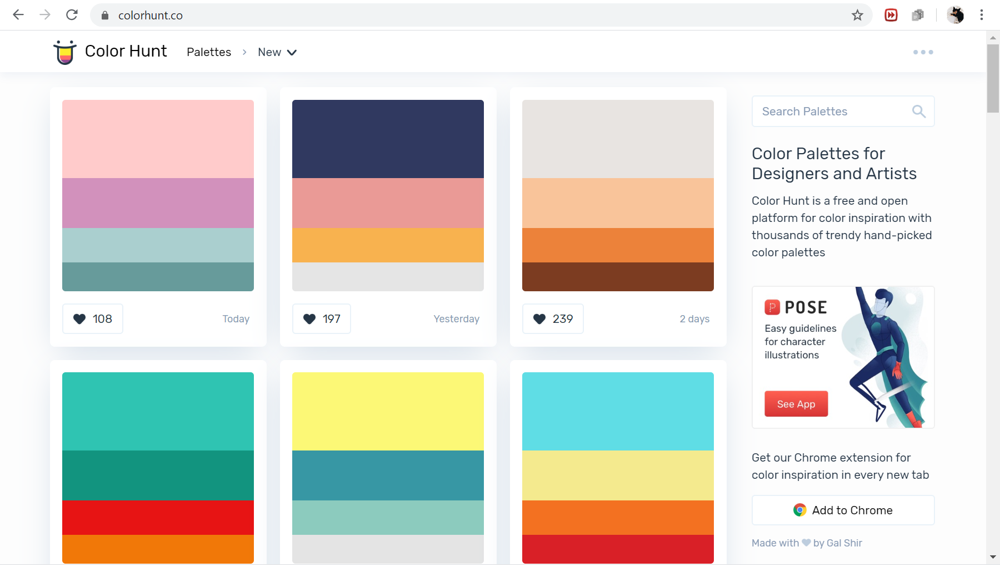 colorhunt.co
Color Hunt
Palettes > New
108
Today
197
Yesterday
239
2 days
Search Palettes
Color Palettes for
Designers and Artists
Color Hunt is a free and open
platform for color inspiration with
thousands of trendy hand-picked
color palettes
P POSE
Easy guidelines
for character
illustrations
See App
Get our Chrome extension for
color inspiration in every new tab
Add to Chrome
Made with ♥ by Gal Shir